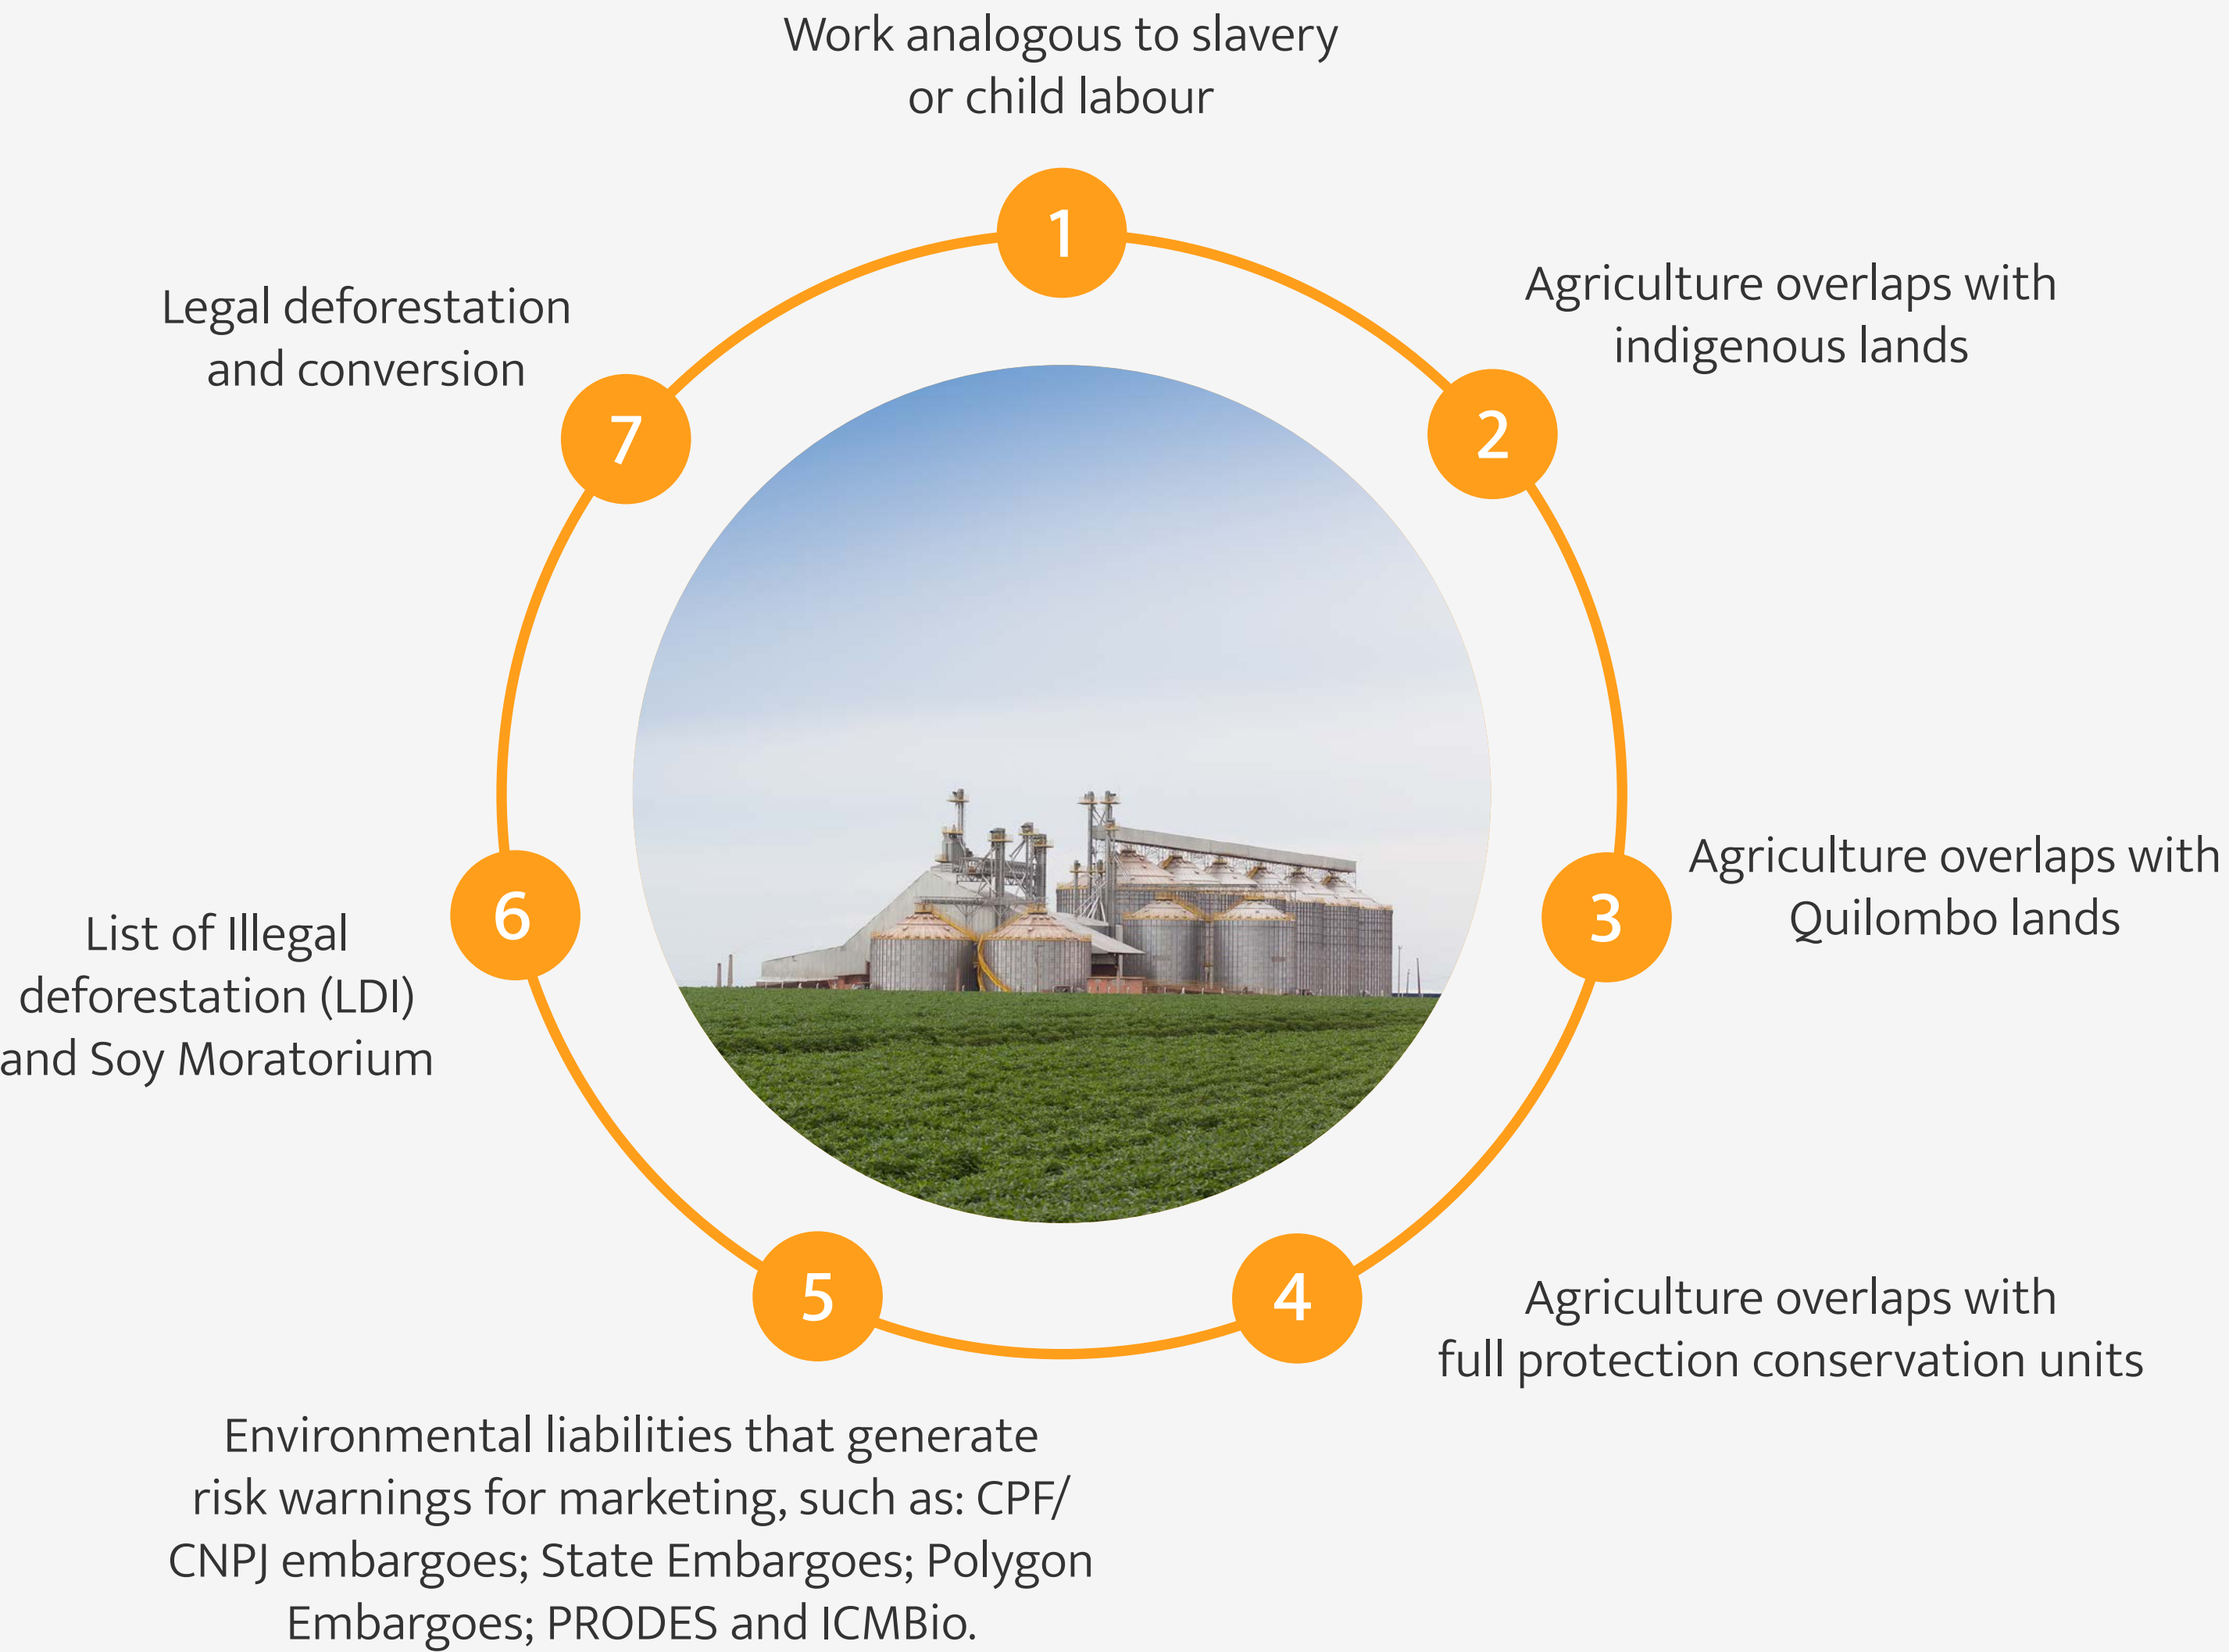 Work analogous to slavery
or child labour
1
Agriculture overlaps with
indigenous lands
2
Agriculture overlaps with
Quilombo lands
3
Agriculture overlaps with
full protection conservation units
4
Environmental liabilities that generate
risk warnings for marketing, such as: CPF/
CNPJ embargoes; State Embargoes; Polygon
Embargoes; PRODES and ICMBio.
5
List of Illegal
deforestation (LDI)
and Soy Moratorium
6
Legal deforestation
and conversion
7